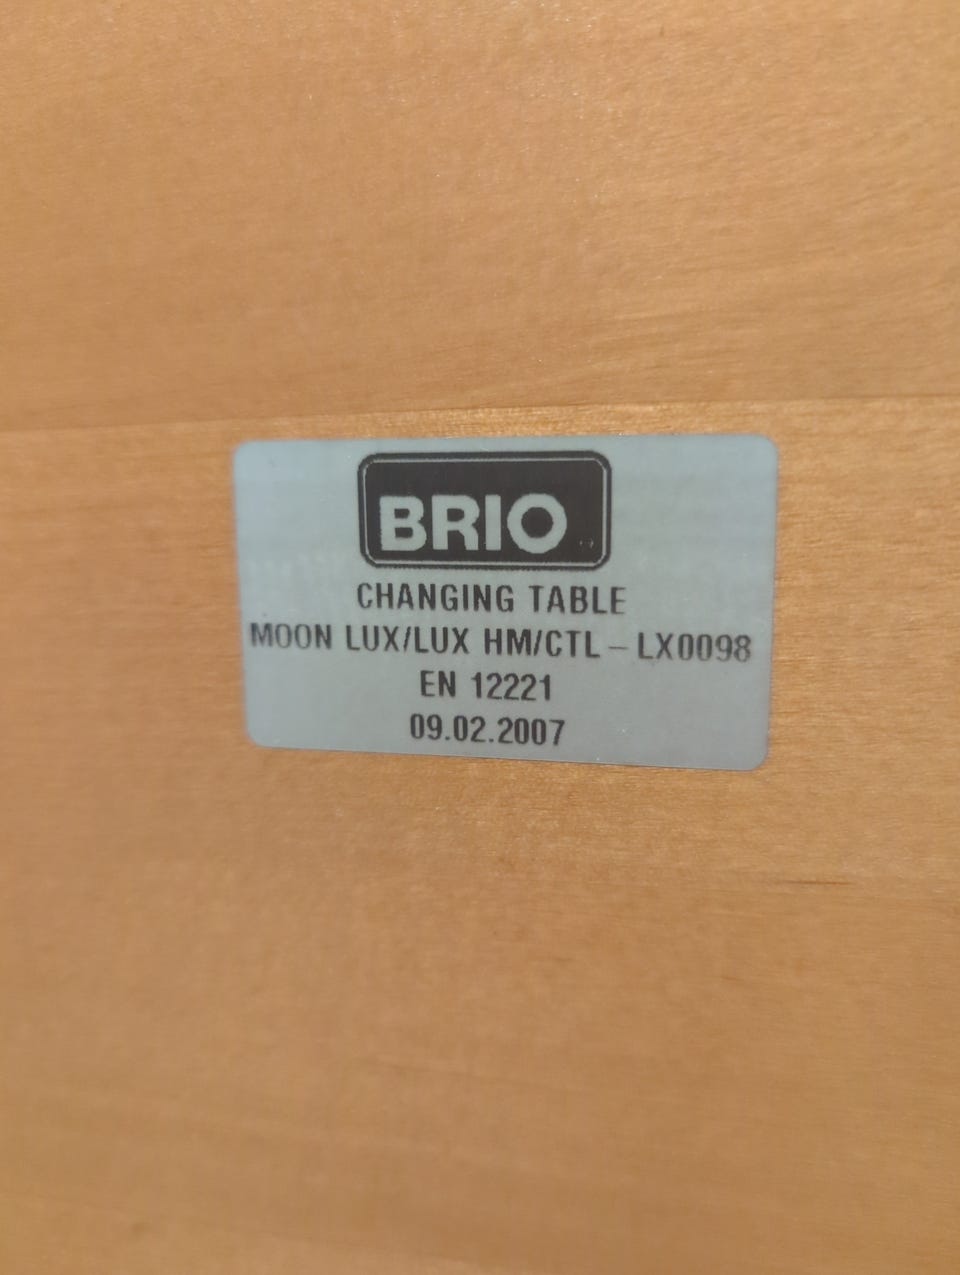 BRIO
CHANGING TABLE
MOON LUX/LUX HM/CTL – LX0098
EN 12221
09.02.2007